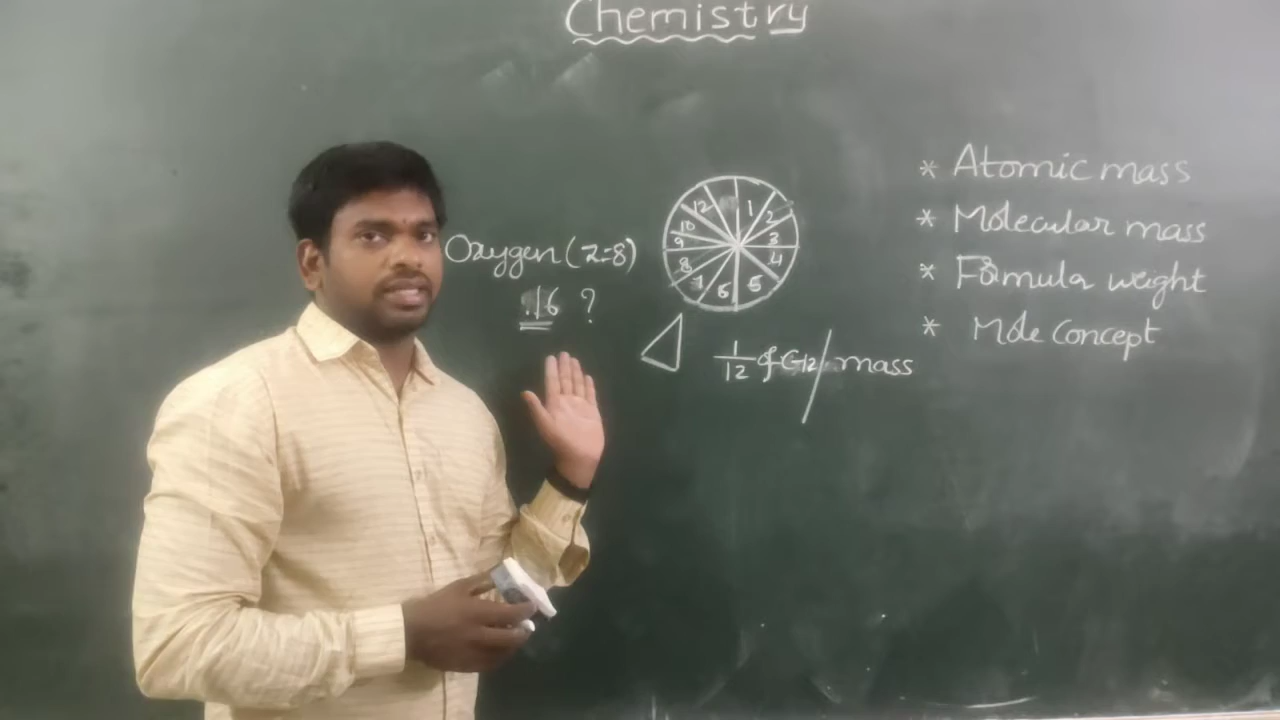 Chemistry
Oxygen (Z=8)
16 ?
12 1 2
10 3
9 4
8 7 6 5
1/12 of C-12 / mass
* Atomic mass
* Molecular mass
* Formula weight
* Mole Concept